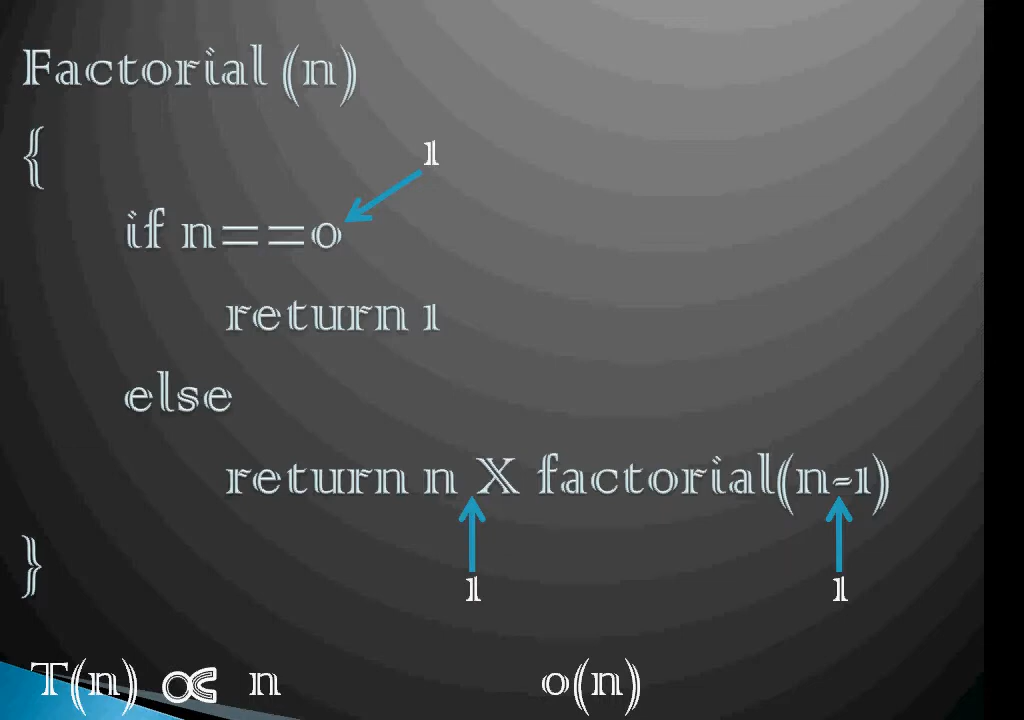 Factorial (n)
{
1
if n==0
return 1
else
return n X factorial(n-1)
}
1 1
T(n) ∝ n o(n)